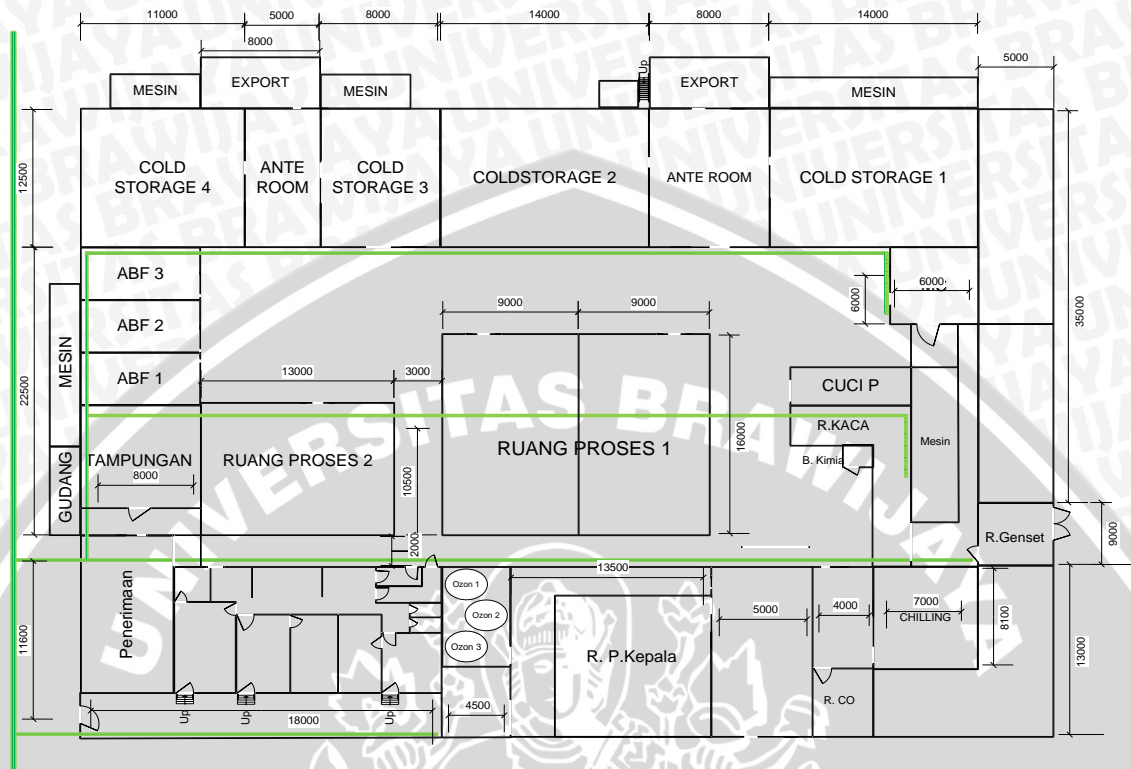 11000
5000
8000
14000
8000
14000
8000
5000
MESIN
EXPORT
MESIN
Up
EXPORT
MESIN
12500
COLD
STORAGE 4
ANTE
ROOM
COLD
STORAGE 3
COLDSTORAGE 2
ANTE ROOM
COLD STORAGE 1
ABF 3
ABF 2
ABF 1
MESIN
22500
GUDANG
TAMPUNGAN
8000
13000
3000
RUANG PROSES 2
10500
2000
9000
9000
RUANG PROSES 1
16000
6000
6000
35000
CUCI P
R.KACA
B. Kimia
Mesin
R.Genset
9000
Penerimaan
11600
Ozon 1
Ozon 2
Ozon 3
13500
R. P.Kepala
5000
4000
7000
CHILLING
8100
13000
R. CO
4500
18000
Up
Up
Up
UNIVERSITAS BRAWIJAYA